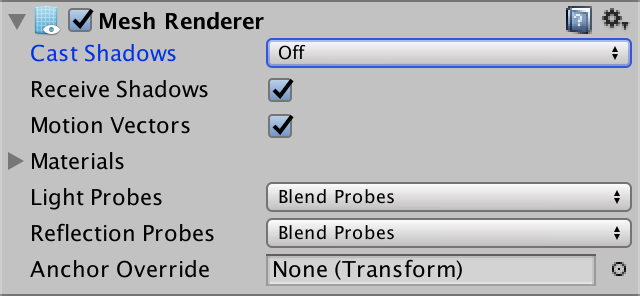 Mesh Renderer
Cast Shadows Off
Receive Shadows
Motion Vectors
Materials
Light Probes Blend Probes
Reflection Probes Blend Probes
Anchor Override None (Transform)